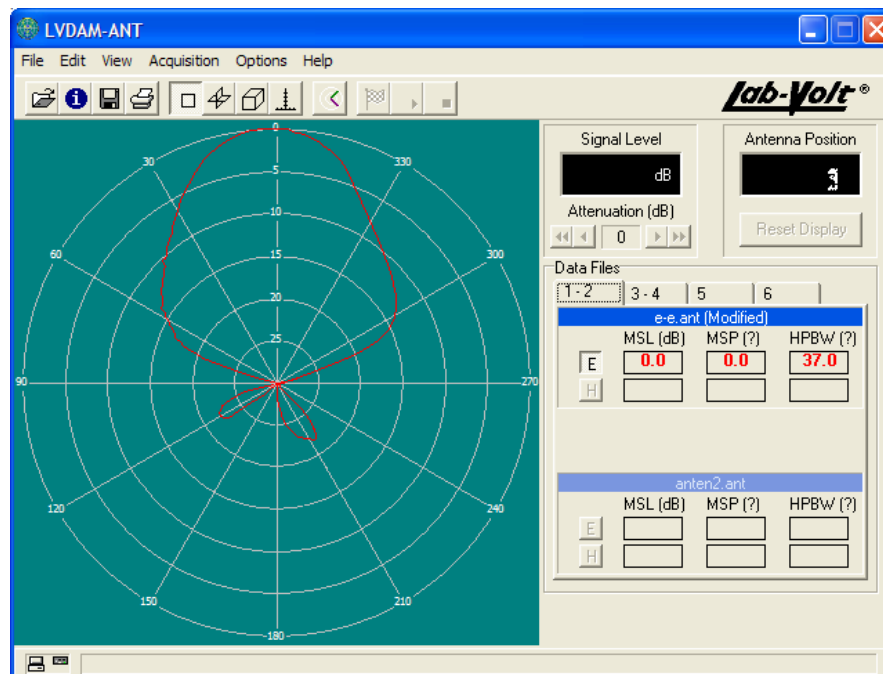 LVDAM-ANT
File Edit View Acquisition Options Help
Lab-Volt®
0
30
330
5
10
60
15
300
20
25
90
270
120
240
150
210
-180-
Signal Level
dB
Attenuation (dB)
0
Antenna Position
Reset Display
Data Files
1 - 2
3 - 4
5
6
e-e.ant (Modified)
MSL (dB) MSP (?) HPBW (?)
E 0.0 0.0 37.0
H
anten2.ant
MSL (dB) MSP (?) HPBW (?)
E
H